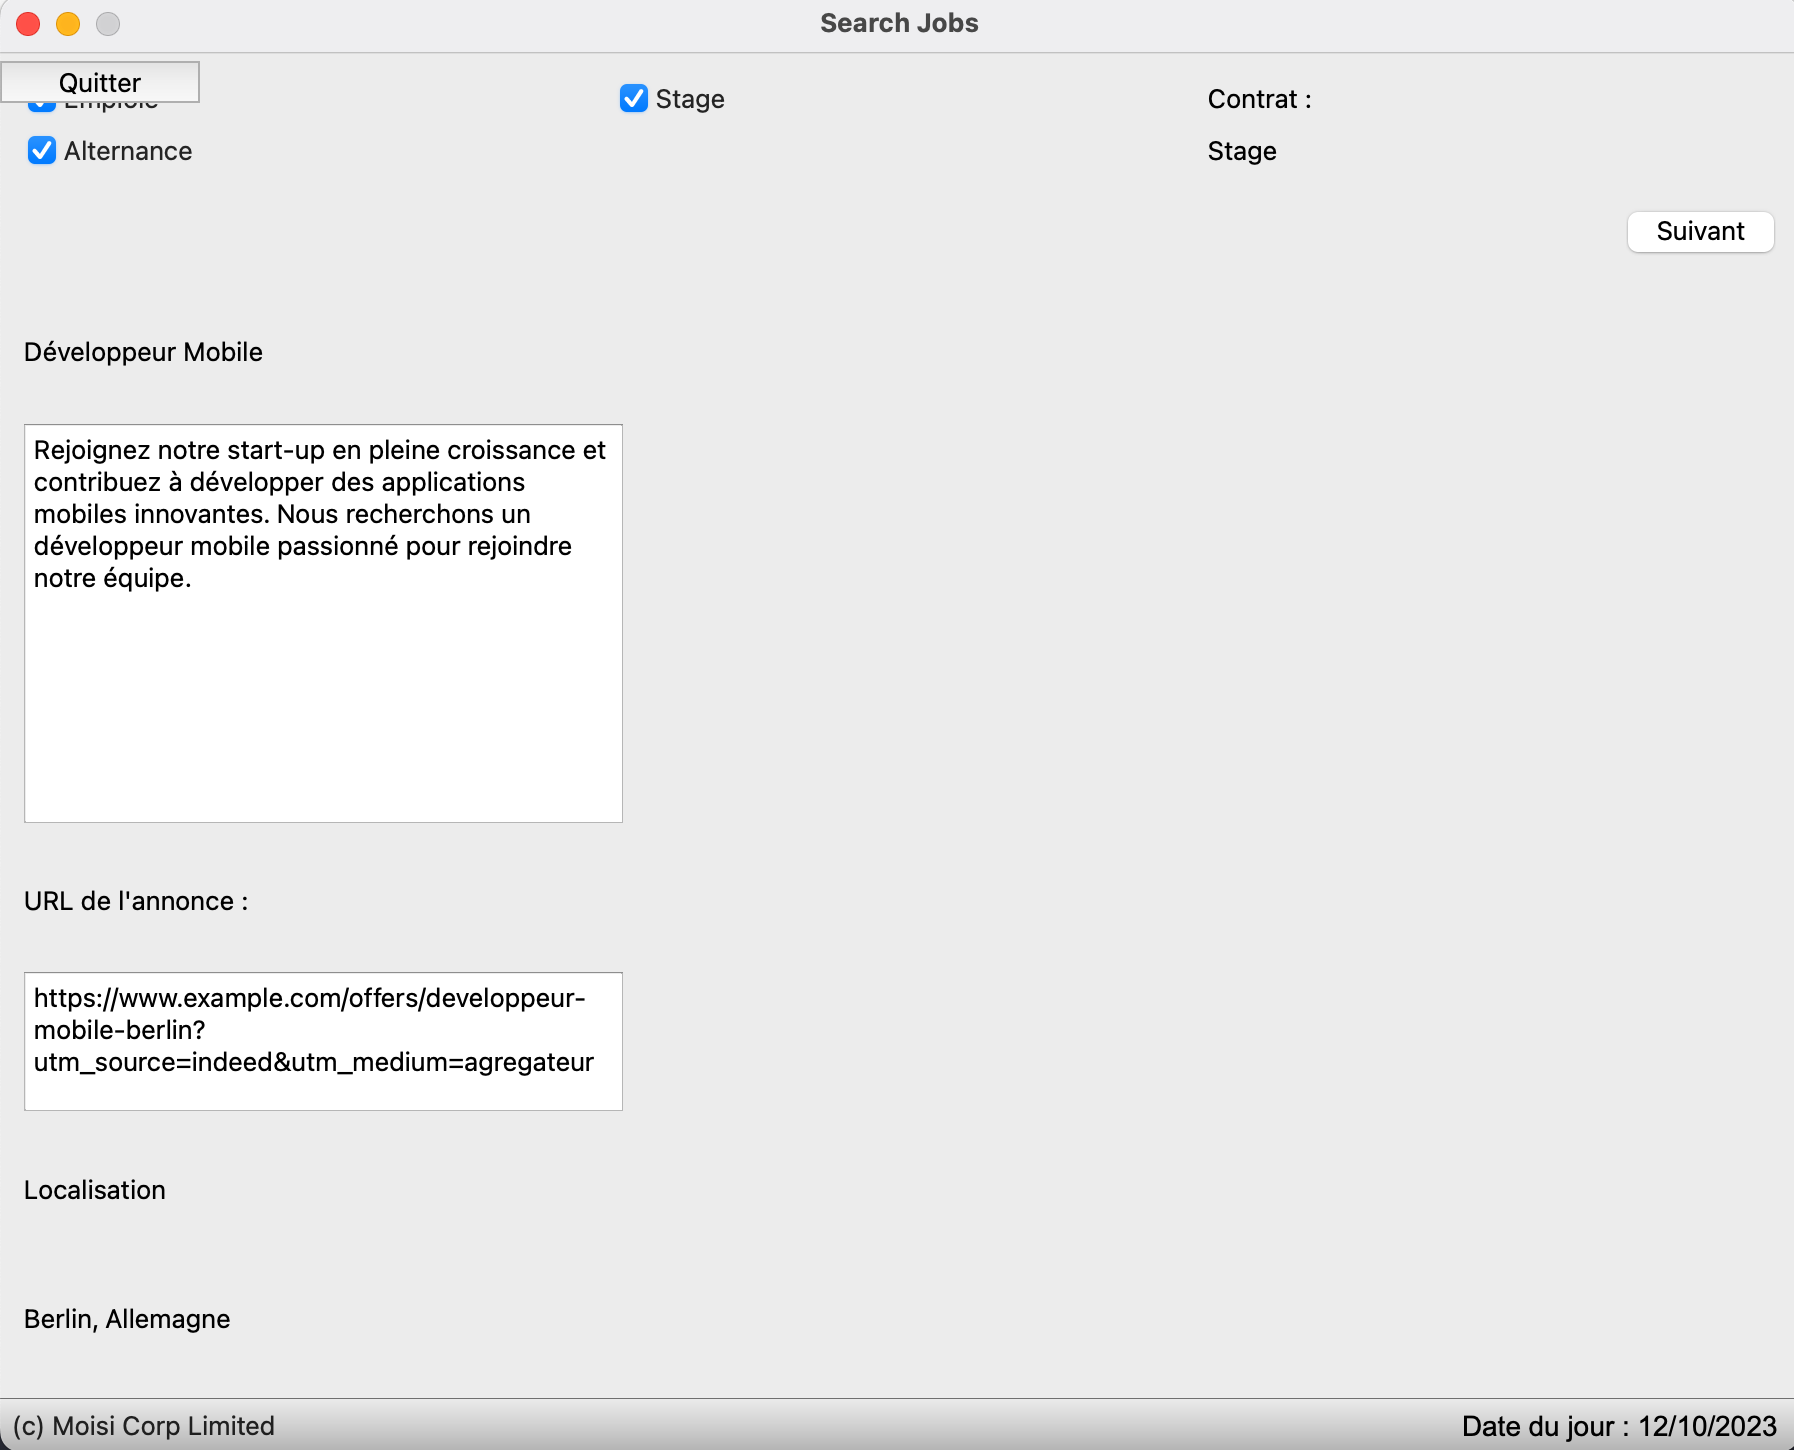 Search Jobs
Quitter
Stage
Contrat :
Alternance
Stage
Suivant
Développeur Mobile
Rejoignez notre start-up en pleine croissance et
contribuez à développer des applications
mobiles innovantes. Nous recherchons un
développeur mobile passionné pour rejoindre
notre équipe.
URL de l'annonce :
https://www.example.com/offers/developpeur-
mobile-berlin?
utm_source=indeed&utm_medium=agregateur
Localisation
Berlin, Allemagne
(c) Moisi Corp Limited
Date du jour : 12/10/2023